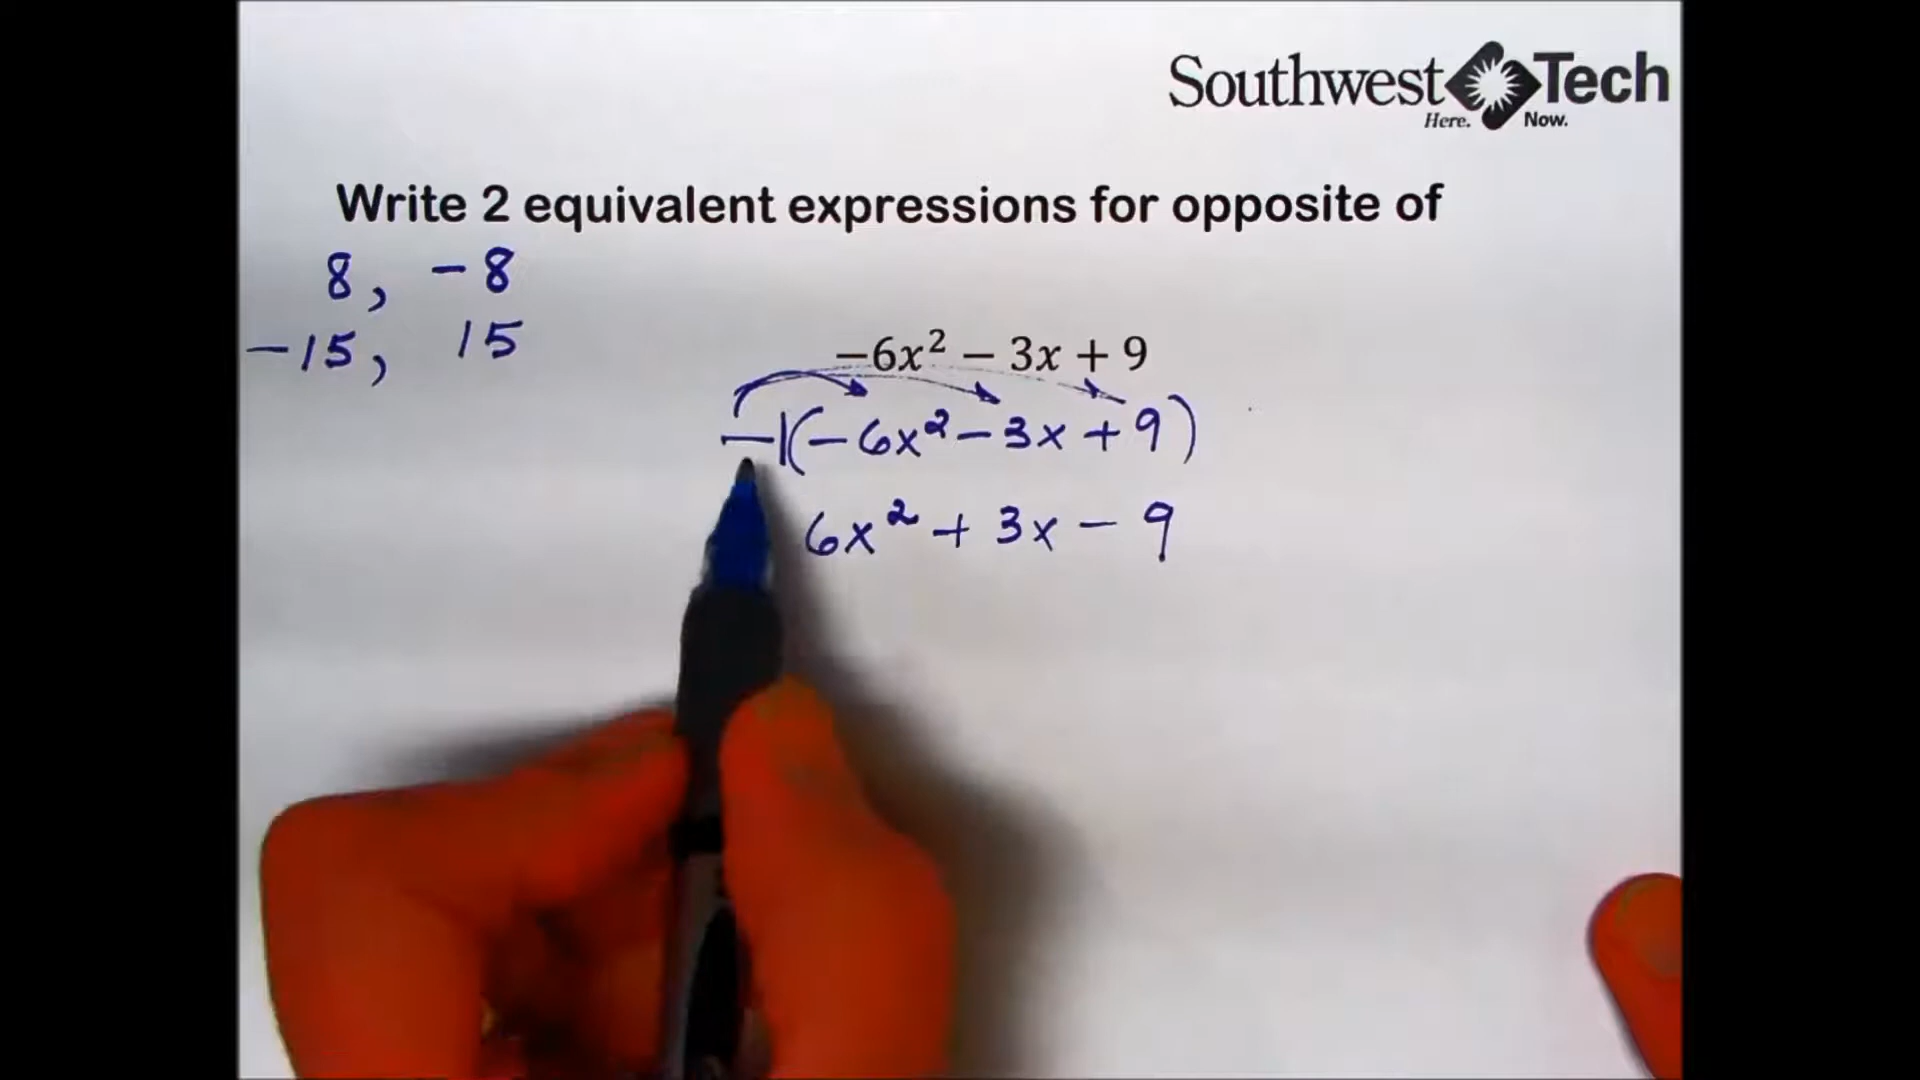 Southwest Tech
Here. Now.
Write 2 equivalent expressions for opposite of
8, -8
-15, 15
−6x² − 3x + 9
-1(-6x² - 3x + 9)
6x² + 3x - 9